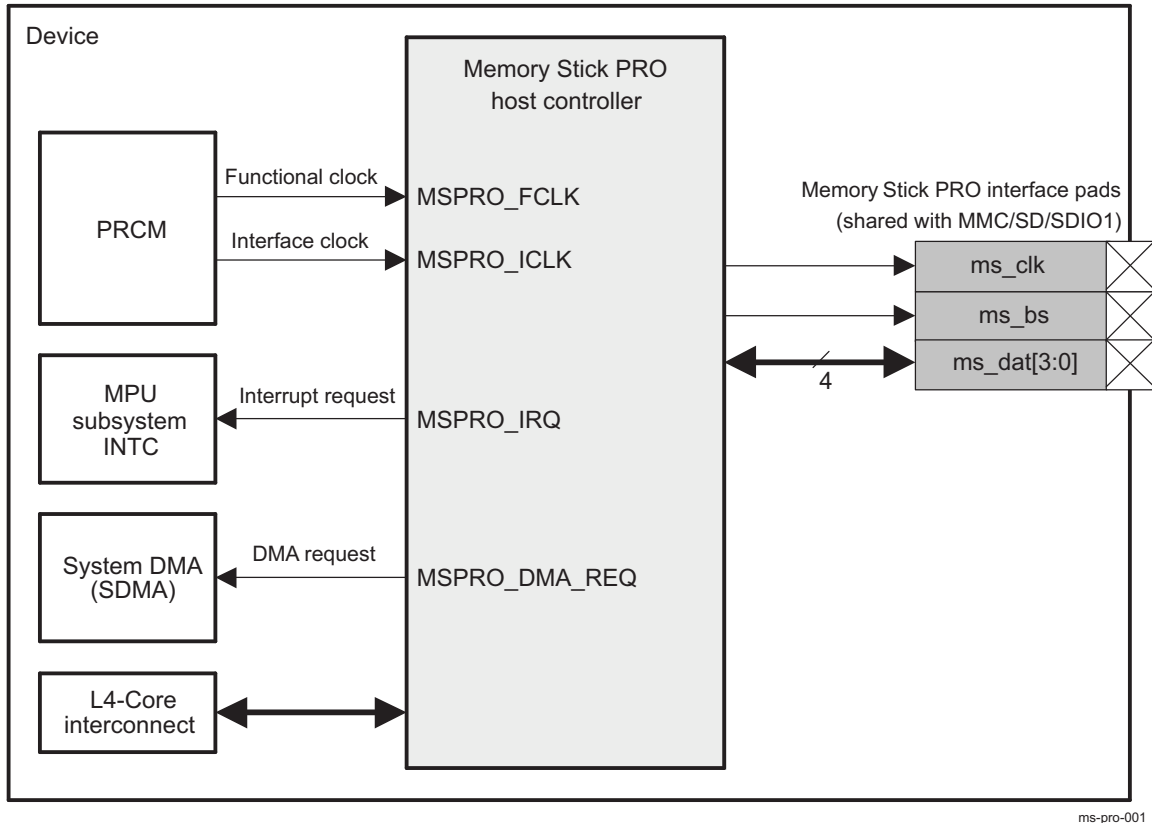 Device
Memory Stick PRO
host controller
PRCM
Functional clock
MSPRO_FCLK
Interface clock
MSPRO_ICLK
Memory Stick PRO interface pads
(shared with MMC/SD/SDIO1)
ms_clk
ms_bs
ms_dat[3:0]
4
MPU
subsystem
INTC
Interrupt request
MSPRO_IRQ
System DMA
(SDMA)
DMA request
MSPRO_DMA_REQ
L4-Core
interconnect
ms-pro-001